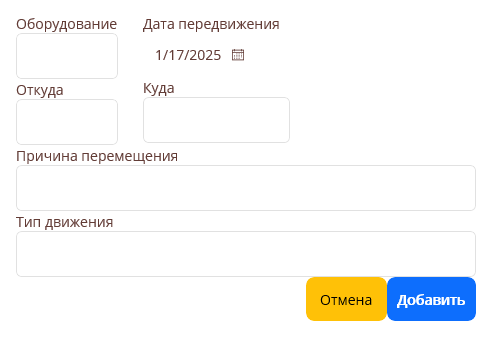 Оборудование Дата передвижения
1/17/2025
Откуда Куда
Причина перемещения
Тип движения
Отмена Добавить